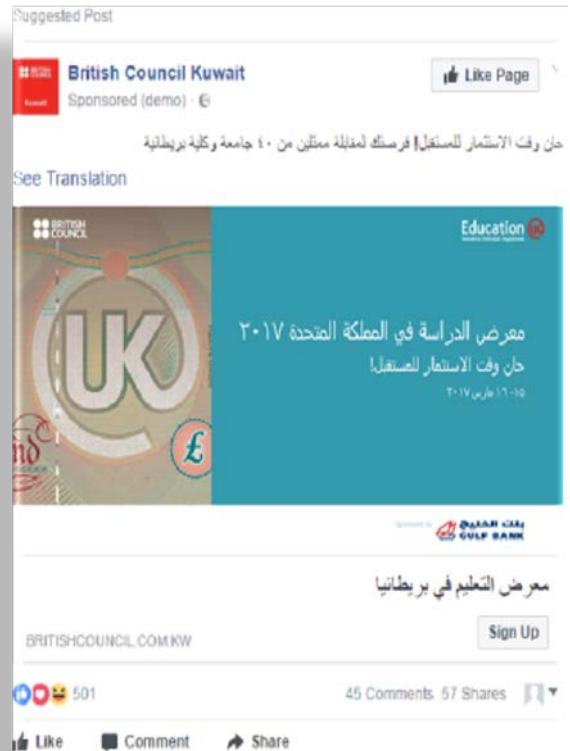 Suggested Post
British Council Kuwait
Like Page
Sponsored (demo) ·
حان وقت الاستثمار للمستقبل! فرصتك لمقابلة ممثلين من ٤٠ جامعة وكلية بريطانية
See Translation
BRITISH COUNCIL
Education UK
UK
£
معرض الدراسة في المملكة المتحدة ٢٠١٧
حان وقت الاستثمار للمستقبل!
١٥-١٦ مارس ٢٠١٧
بنك الخليج
GULF BANK
معرض التعليم في بريطانيا
Sign Up
BRITISHCOUNCIL.COM.KW
501
45 Comments 57 Shares
Like Comment Share